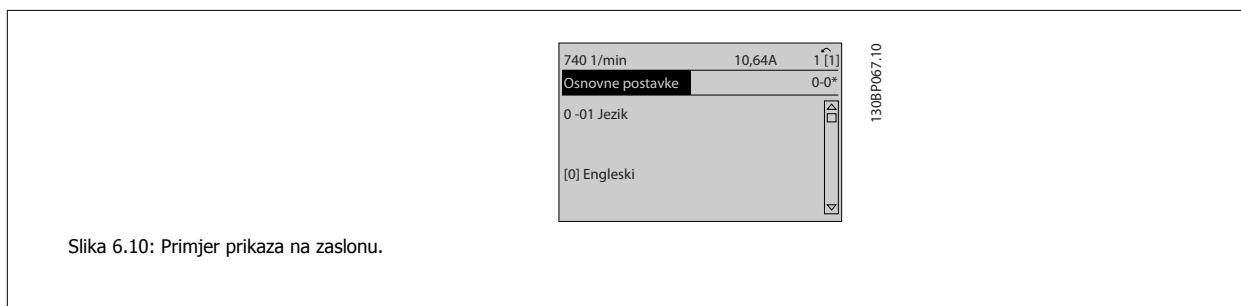 740 1/min 10,64A 1 [1]
Osnovne postavke 0-0*
0 -01 Jezik
[0] Engleski
130BP067.10
Slika 6.10: Primjer prikaza na zaslonu.